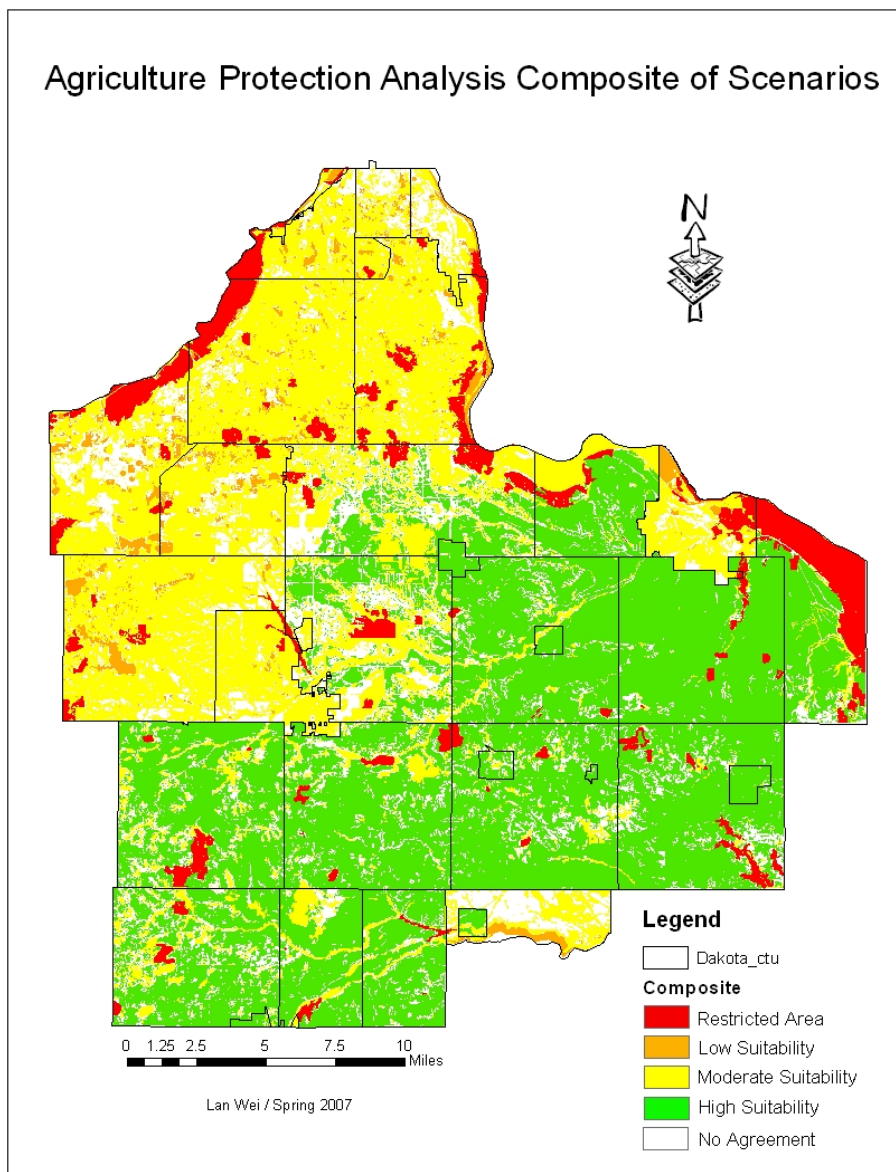 Agriculture Protection Analysis Composite of Scenarios
N
Legend
Dakota_ctu
Composite
Restricted Area
Low Suitability
Moderate Suitability
High Suitability
No Agreement
0 1.25 2.5 5 7.5 10
Miles
Lan Wei / Spring 2007